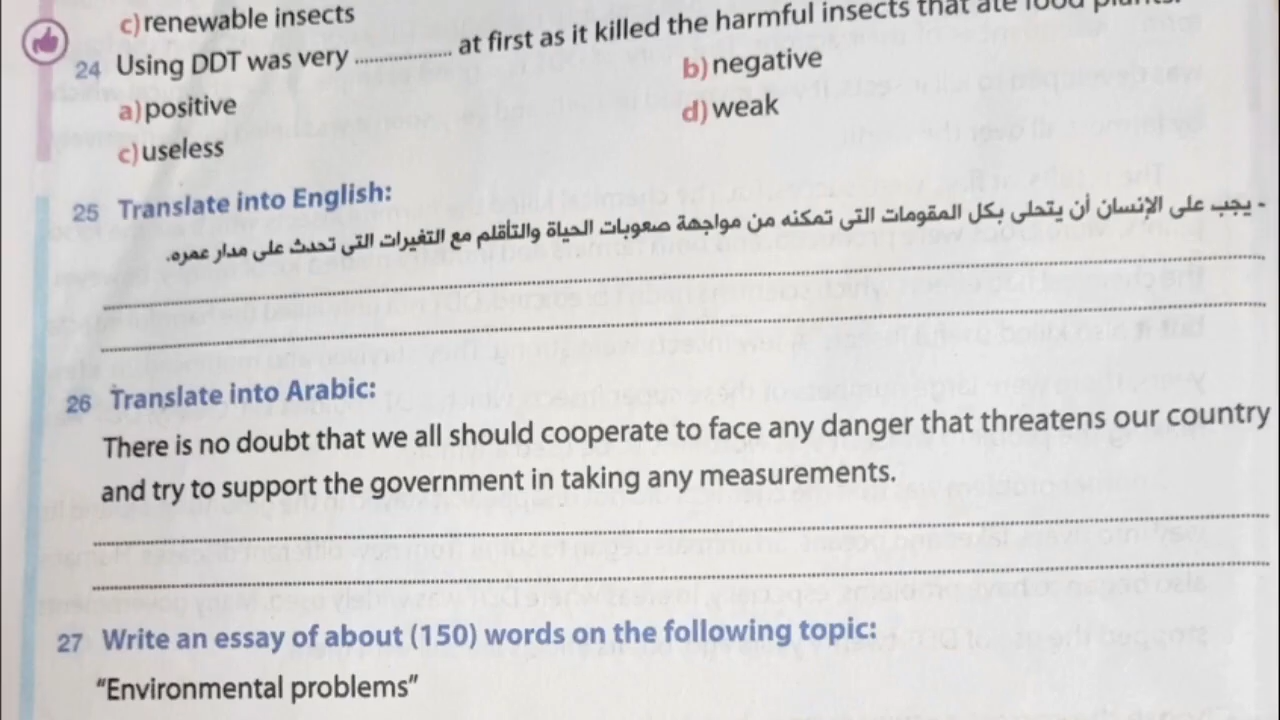 c) renewable insects
24 Using DDT was very .................... at first as it killed the harmful insects that ate food plants.
a) positive
b) negative
c) useless
d) weak
25 Translate into English:
- يجب على الإنسان أن يتحلى بكل المقومات التى تمكنه من مواجهة صعوبات الحياة والتأقلم مع التغيرات التى تحدث على مدار عمره.
26 Translate into Arabic:
There is no doubt that we all should cooperate to face any danger that threatens our country
and try to support the government in taking any measurements.
27 Write an essay of about (150) words on the following topic:
“Environmental problems”